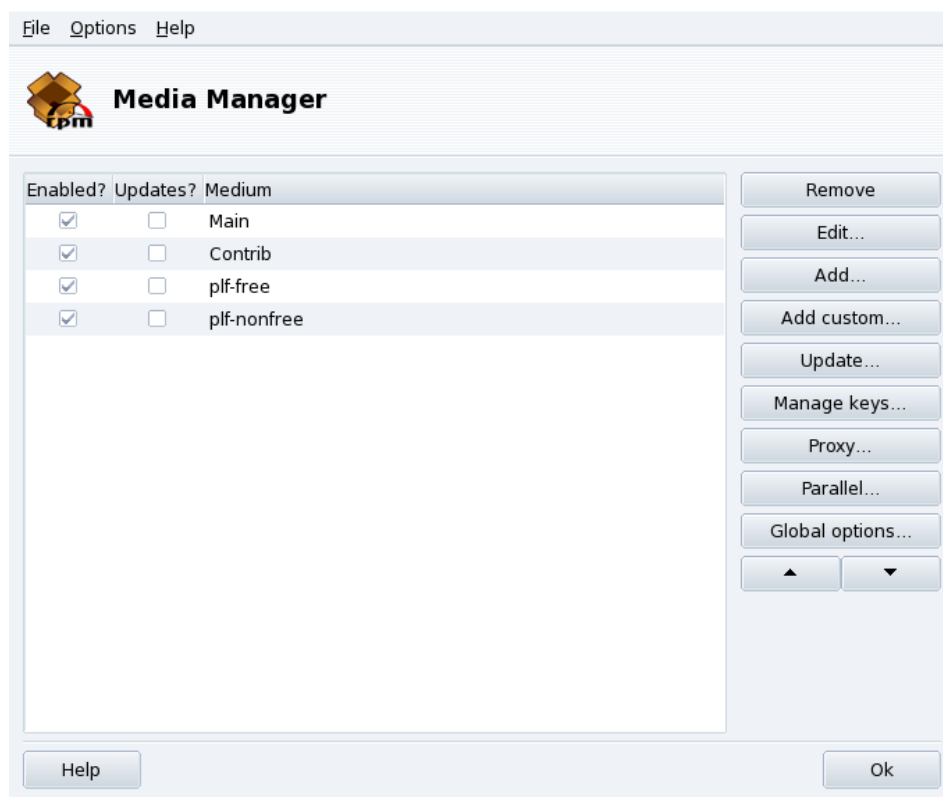 File Options Help
rpm
Media Manager
Enabled? Updates? Medium
Main
Contrib
plf-free
plf-nonfree
Remove
Edit...
Add...
Add custom...
Update...
Manage keys...
Proxy...
Parallel...
Global options...
Help
Ok